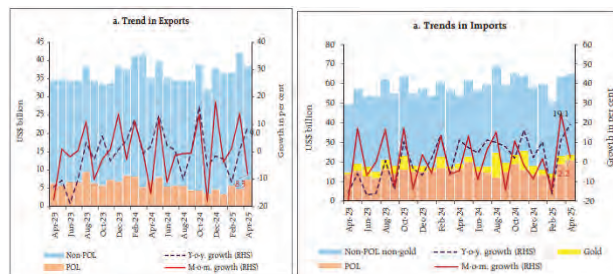 a. Trend in Exports
US$ billion
45
40
35
30
25
20
15
10
5
0
40
30
20
10
0
-10
-20
Growth in per cent
9.0
Apr-23
Jun-23
Aug-23
Oct-23
Dec-23
Feb-24
Apr-24
Jun-24
Aug-24
Oct-24
Dec-24
Feb-25
Apr-25
Non-POL
Y-o-y. growth (RHS)
POL
M-o-m. growth (RHS)
a. Trends in Imports
US$ billion
80
70
60
50
40
30
20
10
0
60
50
40
30
20
10
0
-10
-20
Growth in per cent
19.1
2.2
Apr-23
Jun-23
Aug-23
Oct-23
Dec-23
Feb-24
Apr-24
Jun-24
Aug-24
Oct-24
Dec-24
Feb-25
Apr-25
Non-POL non-gold
Y-o-y. growth (RHS)
Gold
POL
M-o-m. growth (RHS)